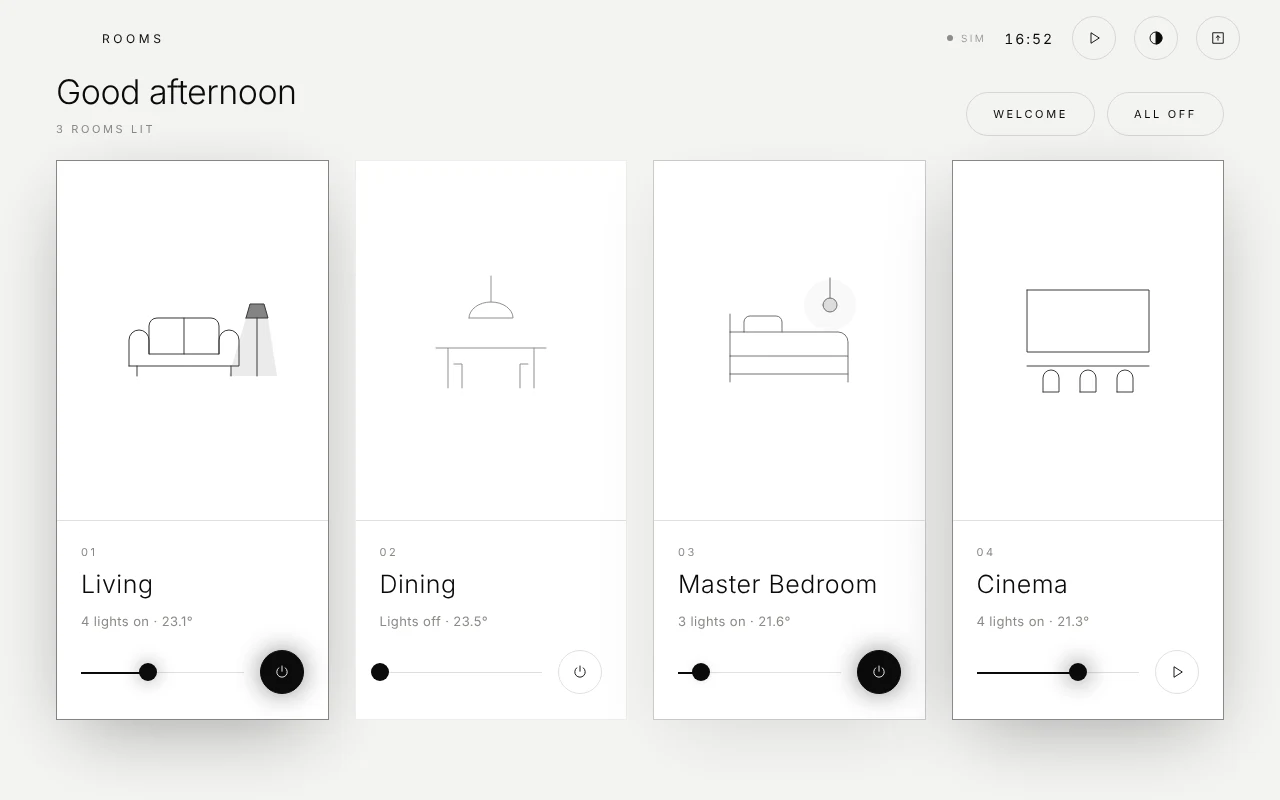 ROOMS
SIM
16:52
Good afternoon
3 ROOMS LIT
WELCOME
ALL OFF
01
Living
4 lights on · 23.1°
02
Dining
Lights off · 23.5°
03
Master Bedroom
3 lights on · 21.6°
04
Cinema
4 lights on · 21.3°